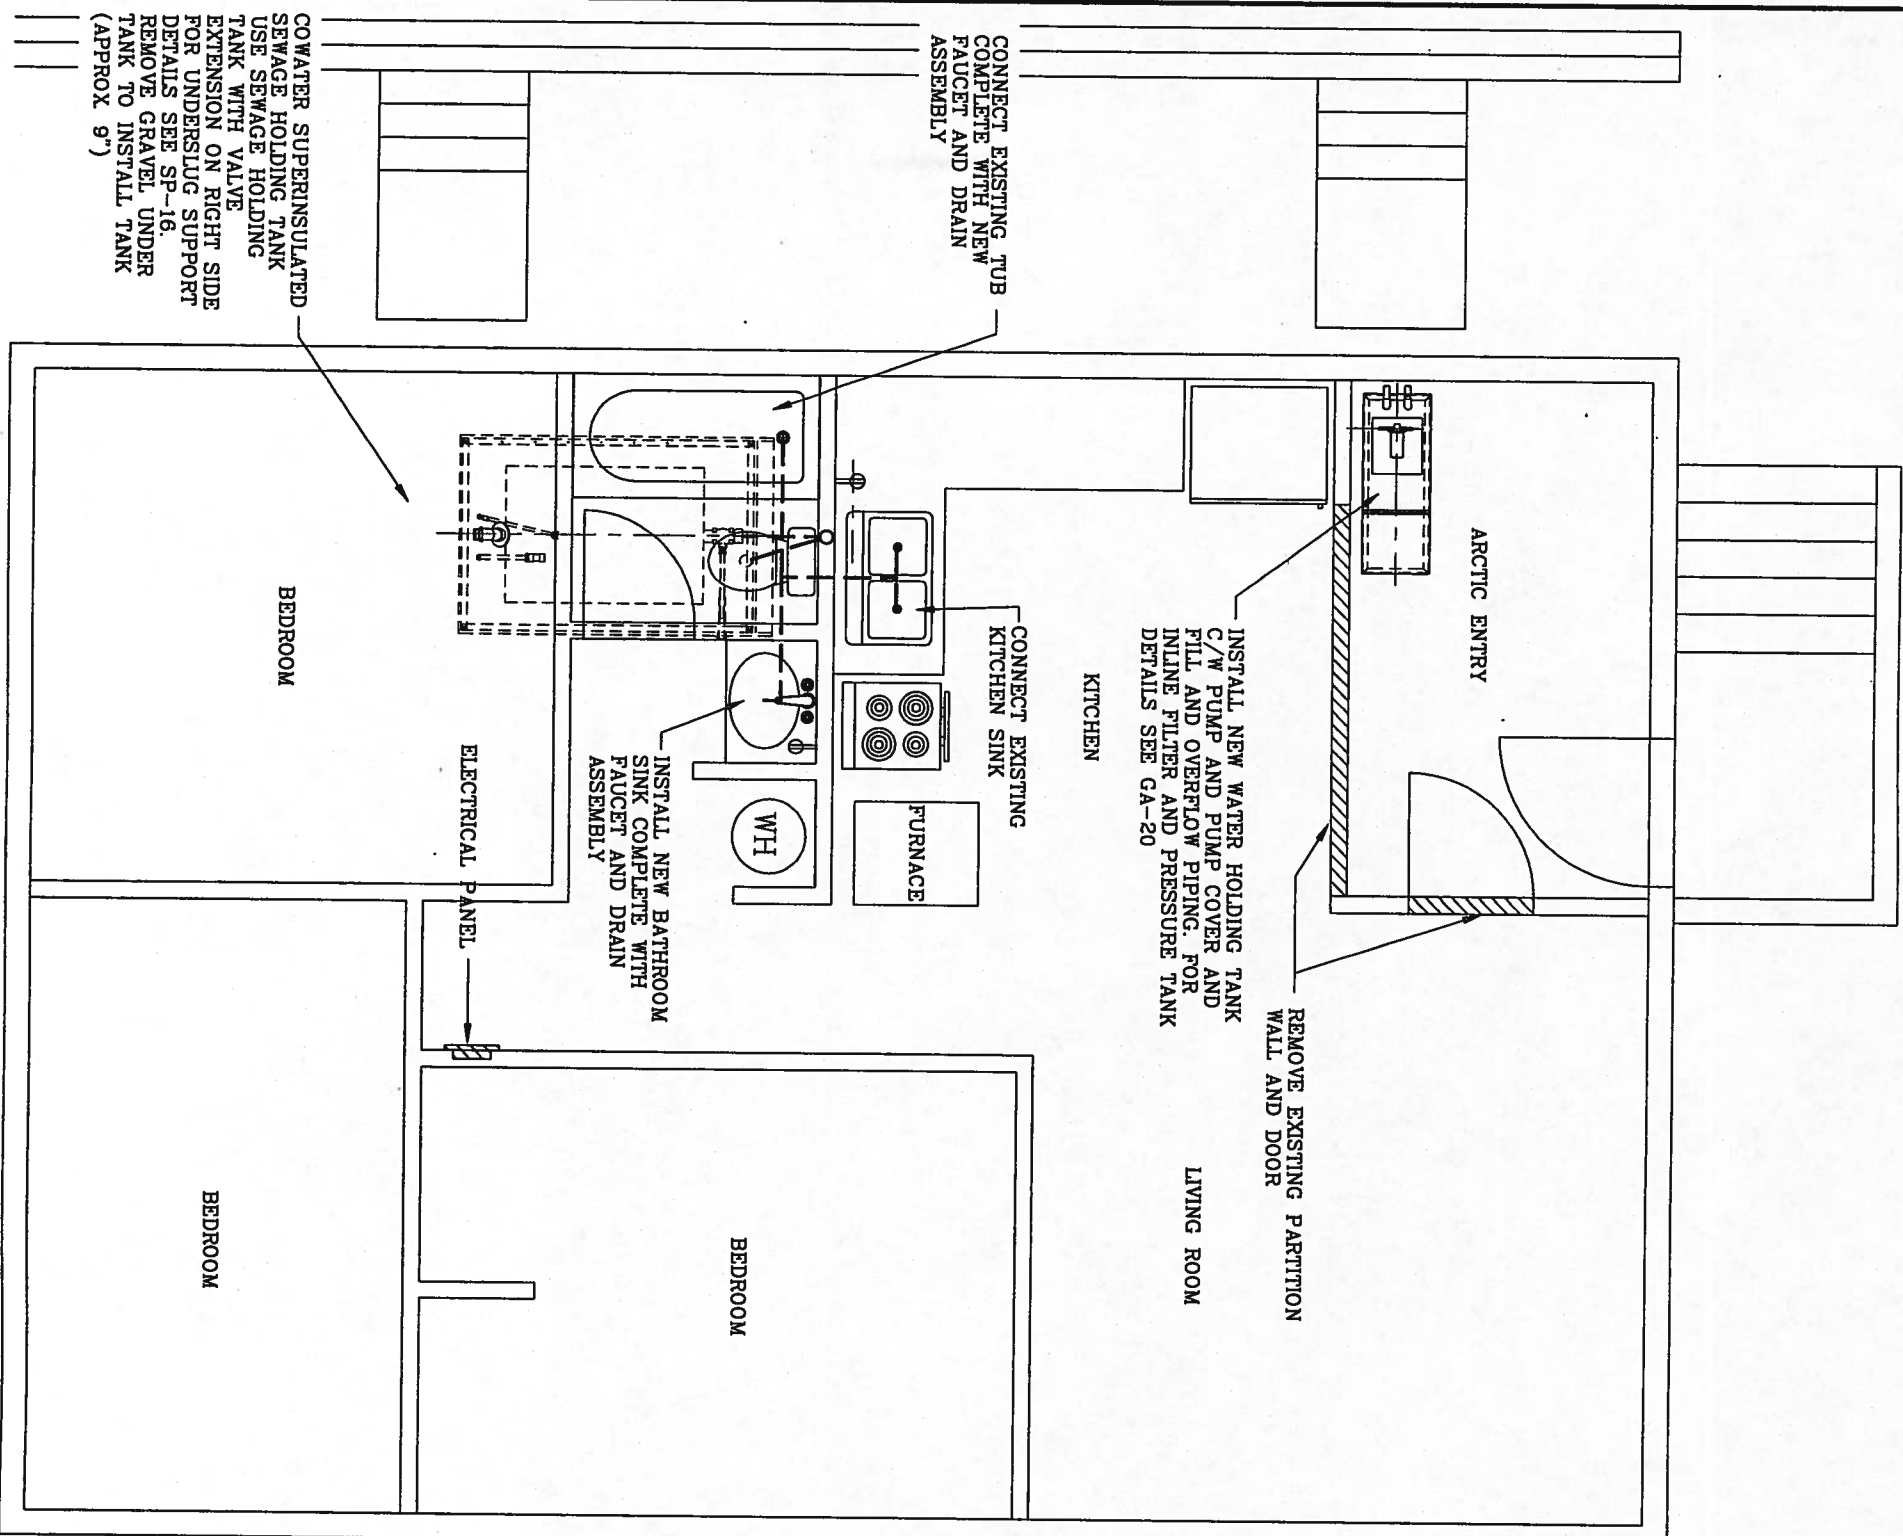 ARCTIC ENTRY
REMOVE EXISTING PARTITION
WALL AND DOOR
INSTALL NEW WATER HOLDING TANK
C/W PUMP AND PUMP COVER AND
FILL AND OVERFLOW PIPING. FOR
INLINE FILTER AND PRESSURE TANK
DETAILS SEE GA-20
LIVING ROOM
KITCHEN
CONNECT EXISTING TUB
COMPLETE WITH NEW
FAUCET AND DRAIN
ASSEMBLY
CONNECT EXISTING
KITCHEN SINK
FURNACE
WH
BEDROOM
INSTALL NEW BATHROOM
SINK COMPLETE WITH
FAUCET AND DRAIN
ASSEMBLY
ELECTRICAL PANEL
COWATER SUPERINSULATED
SEWAGE HOLDING TANK
USE SEWAGE HOLDING
TANK WITH VALVE
EXTENSION ON RIGHT SIDE
FOR UNDERSLUG SUPPORT
DETAILS SEE SP-16.
REMOVE GRAVEL UNDER
TANK TO INSTALL TANK
(APPROX 9")
BEDROOM
BEDROOM